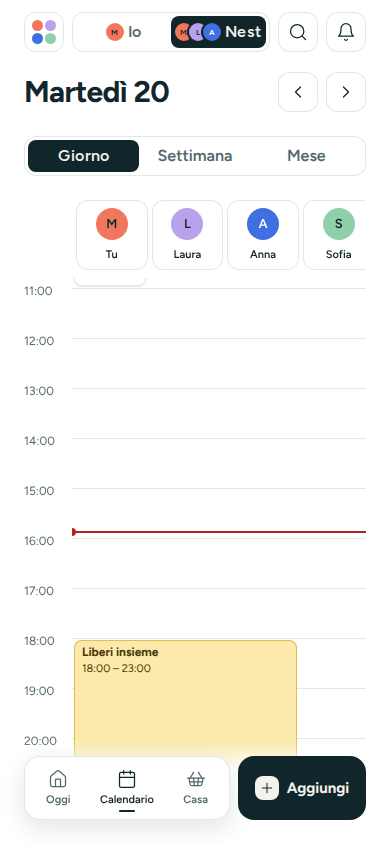 M Io M L A Nest
Martedì 20
Giorno Settimana Mese
M L A S
Tu Laura Anna Sofia
11:00
12:00
13:00
14:00
15:00
16:00
17:00
18:00
Liberi insieme
18:00 – 23:00
19:00
20:00
Oggi Calendario Casa
Aggiungi